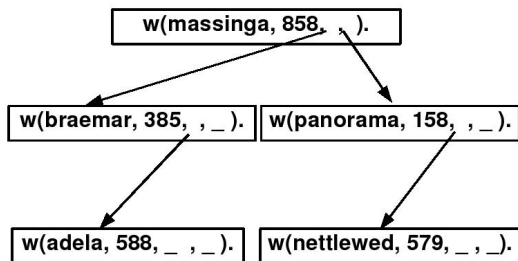 w(massinga, 858, , ).
w(braemar, 385, , _ ).
w(panorama, 158, , _ ).
w(adela, 588, _ , _ ).
w(nettlewed, 579, _ , _).